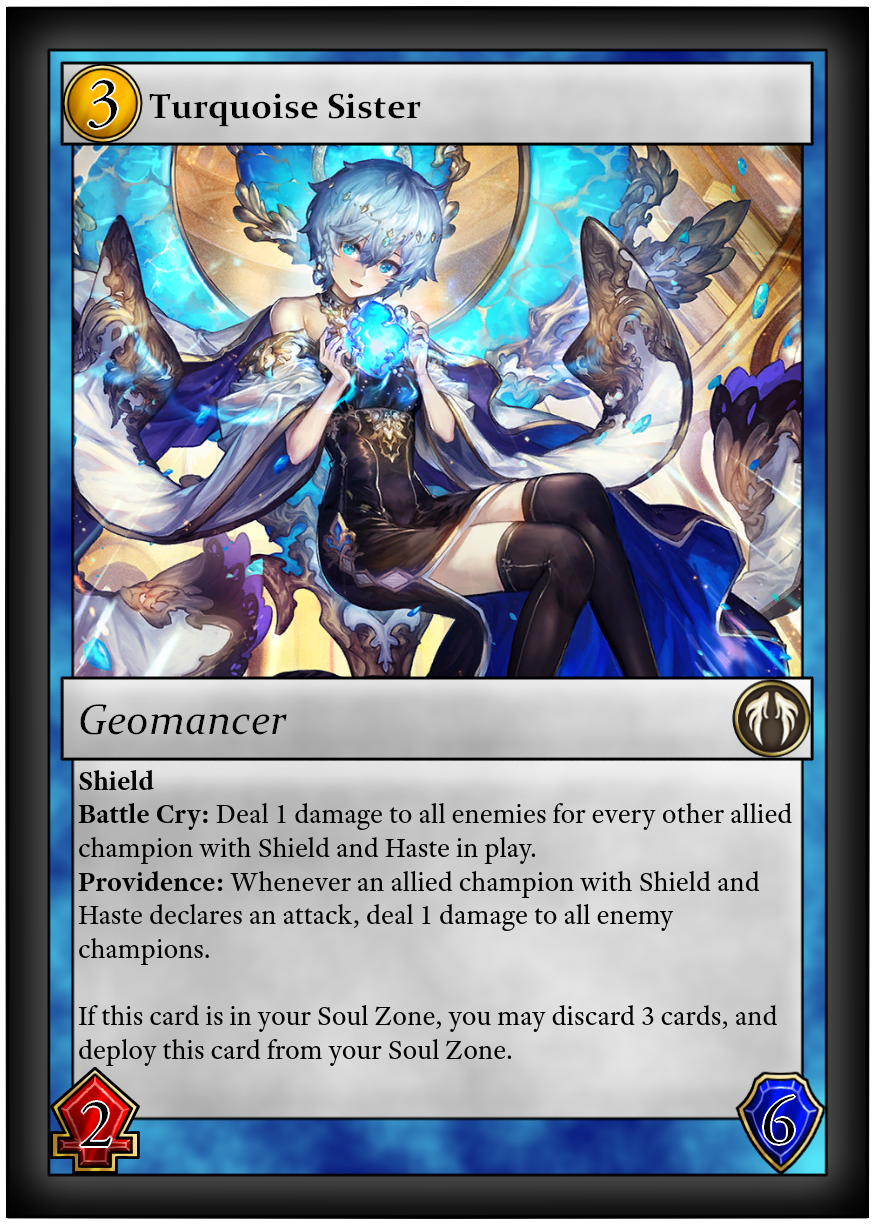 3
Turquoise Sister
Geomancer
Shield
Battle Cry: Deal 1 damage to all enemies for every other allied
champion with Shield and Haste in play.
Providence: Whenever an allied champion with Shield and
Haste declares an attack, deal 1 damage to all enemy
champions.
If this card is in your Soul Zone, you may discard 3 cards, and
deploy this card from your Soul Zone.
2
6